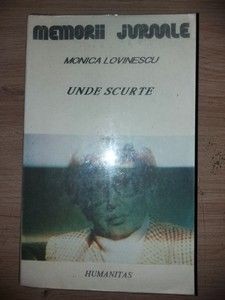 MEMORII JURNALE
MONICA LOVINESCU
UNDE SCURTE
HUMANITAS